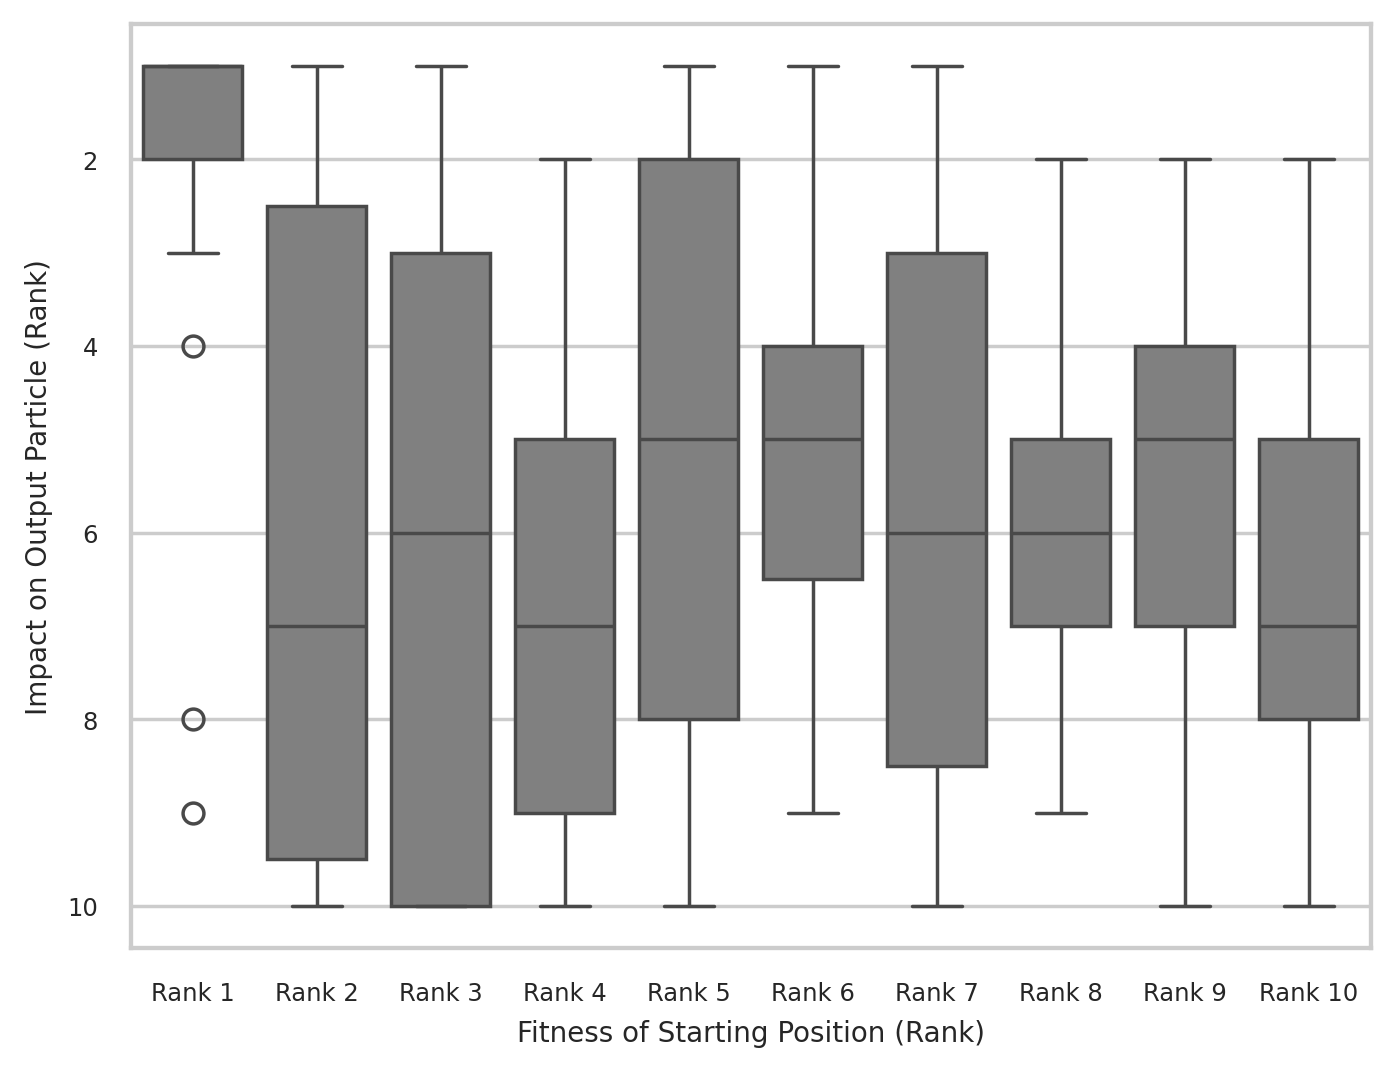 Impact on Output Particle (Rank)
2
4
6
8
10
Rank 1 Rank 2 Rank 3 Rank 4 Rank 5 Rank 6 Rank 7 Rank 8 Rank 9 Rank 10
Fitness of Starting Position (Rank)